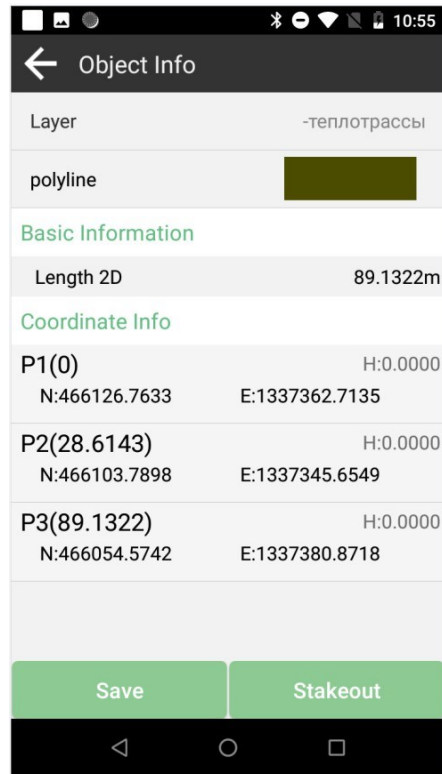 10:55
Object Info
Layer -теплотрассы
polyline
Basic Information
Length 2D 89.1322m
Coordinate Info
P1(0) H:0.0000
N:466126.7633 E:1337362.7135
P2(28.6143) H:0.0000
N:466103.7898 E:1337345.6549
P3(89.1322) H:0.0000
N:466054.5742 E:1337380.8718
Save Stakeout